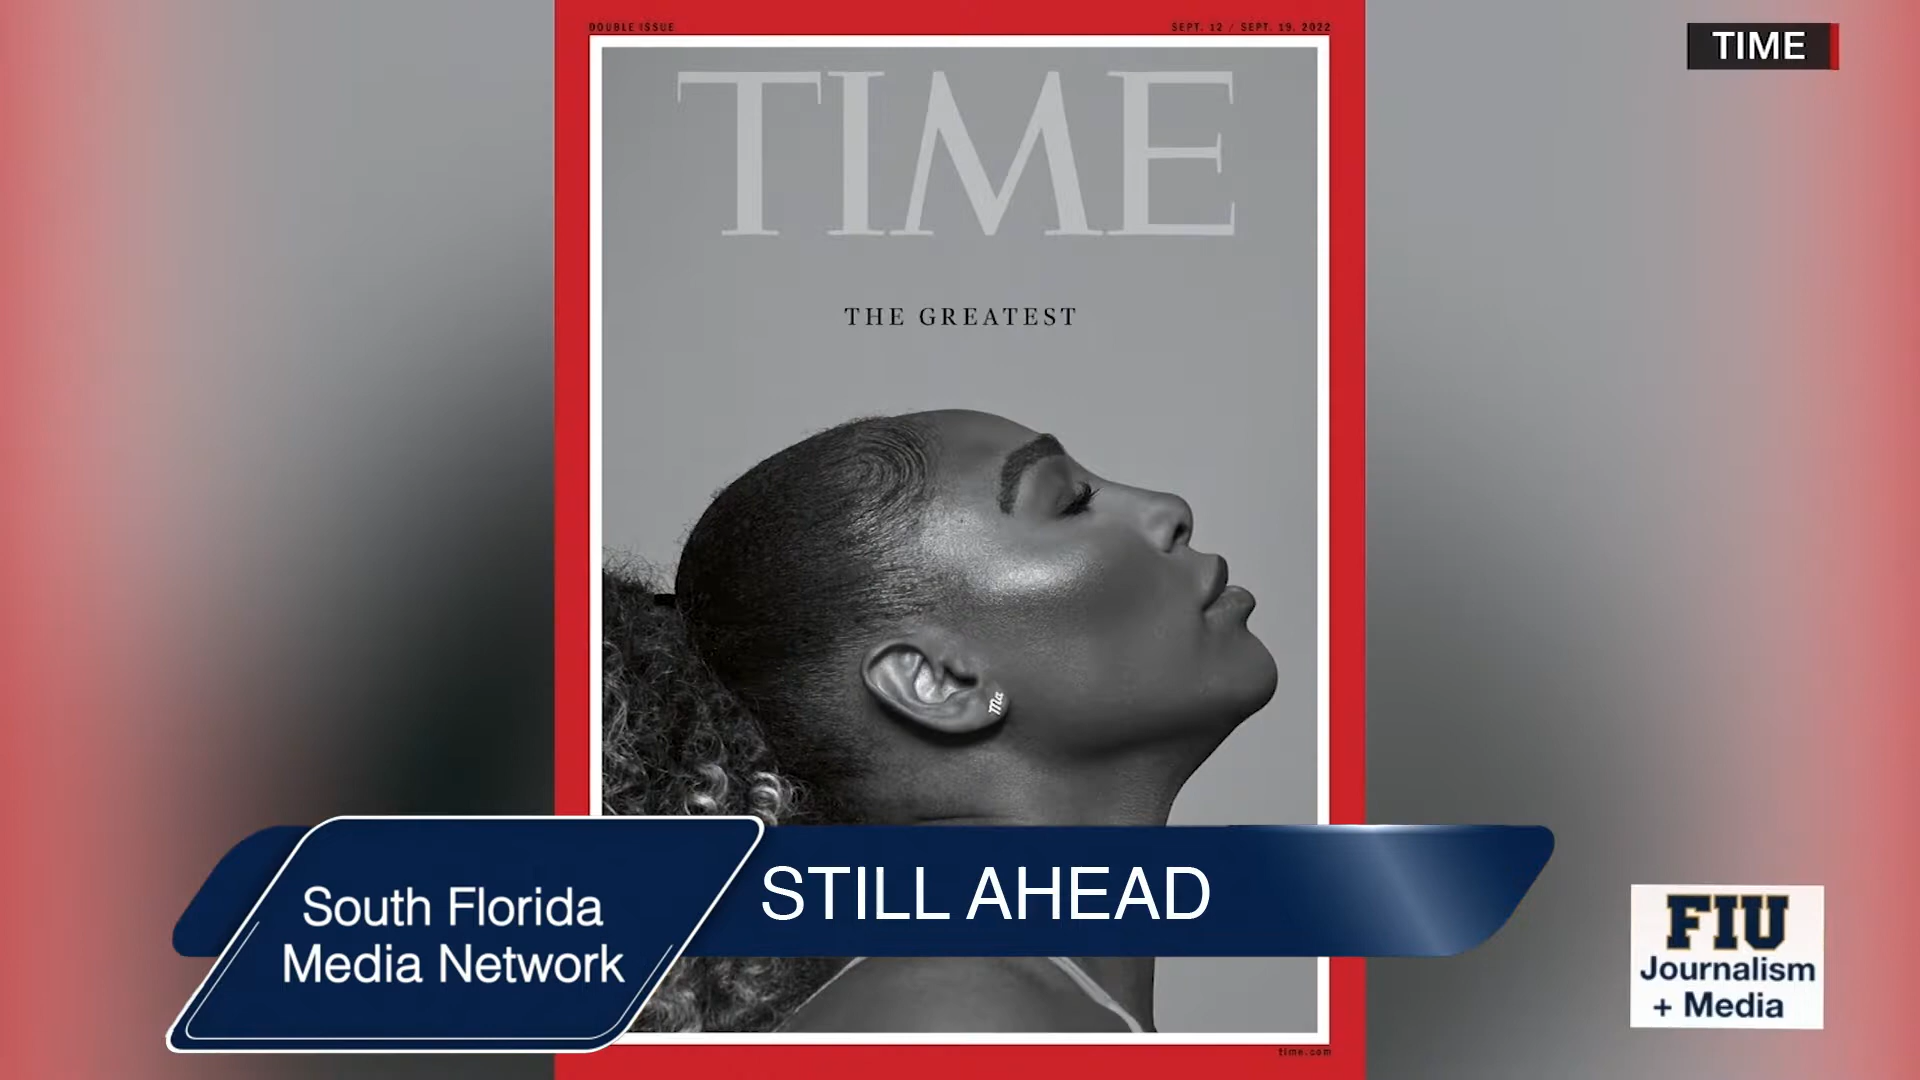 DOUBLE ISSUE
SEPT. 12 / SEPT. 19, 2022
TIME
TIME
THE GREATEST
Ma
STILL AHEAD
South Florida
Media Network
FIU
Journalism
+ Media
time.com